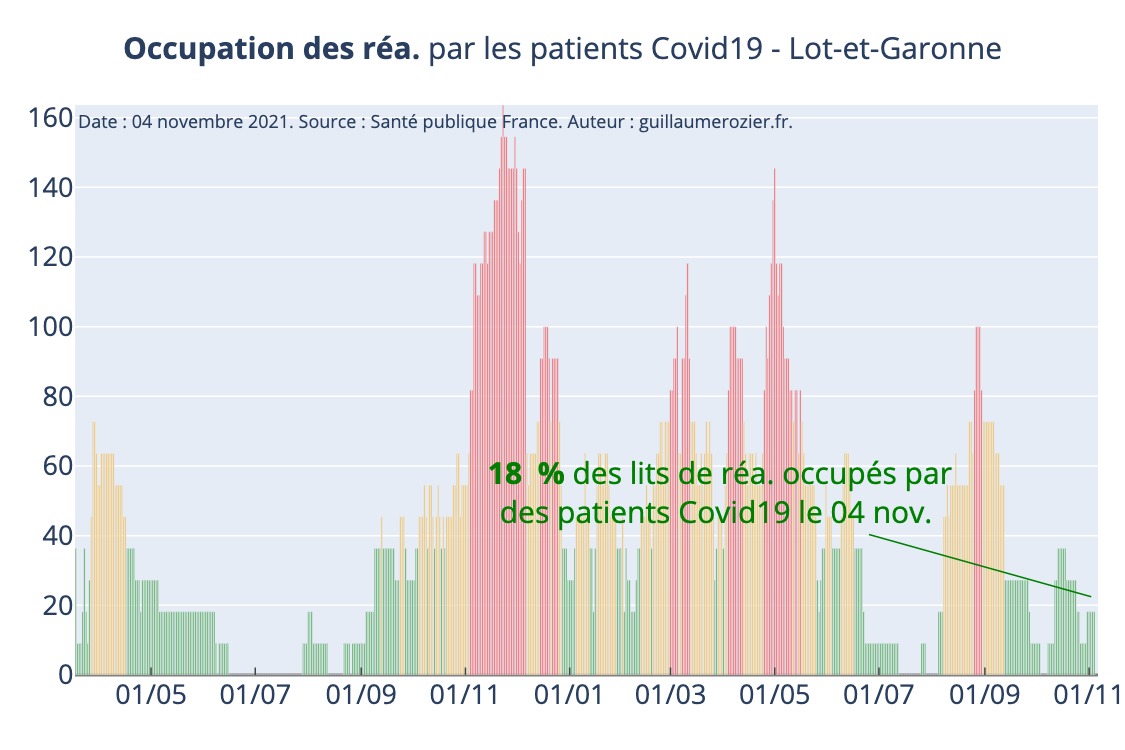 Occupation des réa. par les patients Covid19 - Lot-et-Garonne
160
Date : 04 novembre 2021. Source : Santé publique France. Auteur : guillaumerozier.fr.
140
120
100
80
60
18 % des lits de réa. occupés par
des patients Covid19 le 04 nov.
40
20
0
01/05 01/07 01/09 01/11 01/01 01/03 01/05 01/07 01/09 01/11